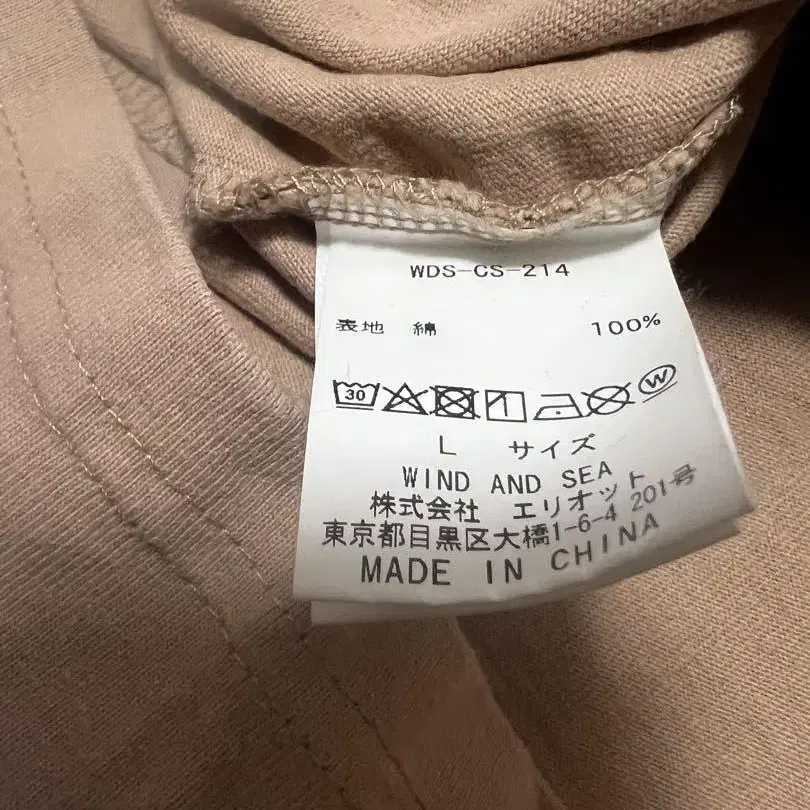 WDS-CS-214
表地 綿 100%
30 W
L サイズ
WIND AND SEA
株式会社 エリオット
東京都目黒区大橋1-6-4 201号
MADE IN CHINA